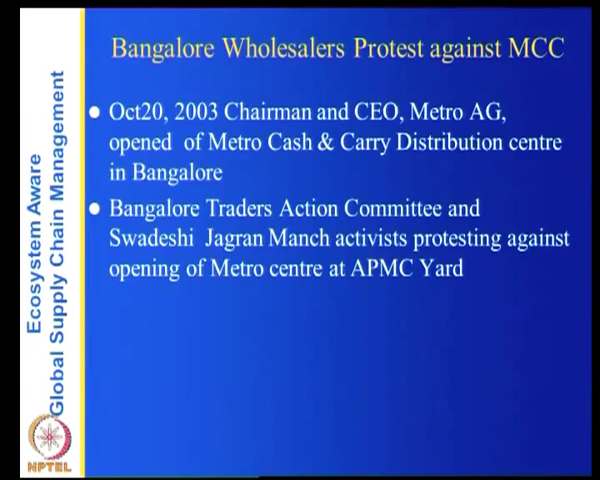 Bangalore Wholesalers Protest against MCC
Oct20, 2003 Chairman and CEO, Metro AG,
opened of Metro Cash & Carry Distribution centre
in Bangalore
Bangalore Traders Action Committee and
Swadeshi Jagran Manch activists protesting against
opening of Metro centre at APMC Yard
Ecosystem Aware
Global Supply Chain Management
NPTEL